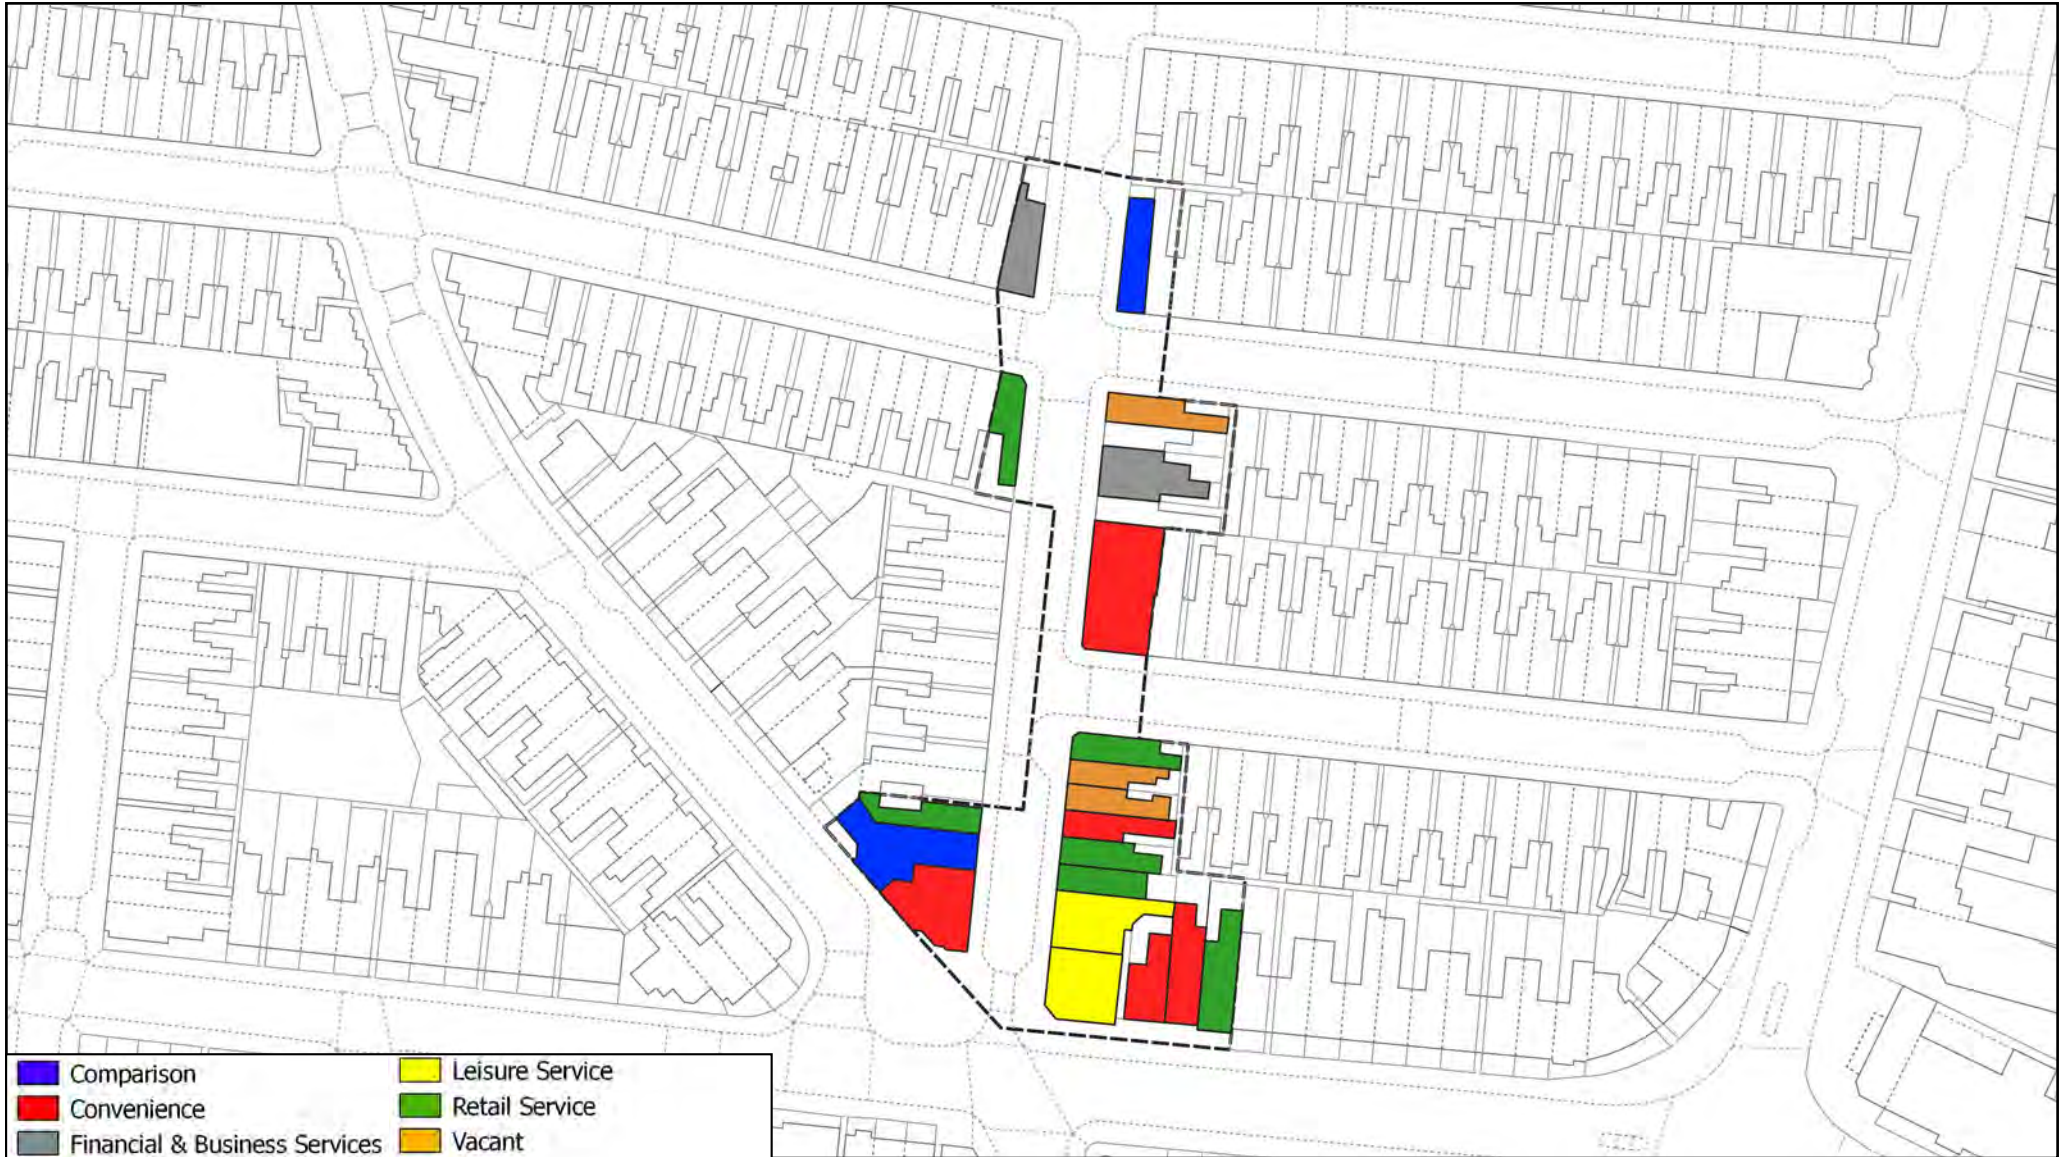 Comparison
Convenience
Financial & Business Services
Leisure Service
Retail Service
Vacant